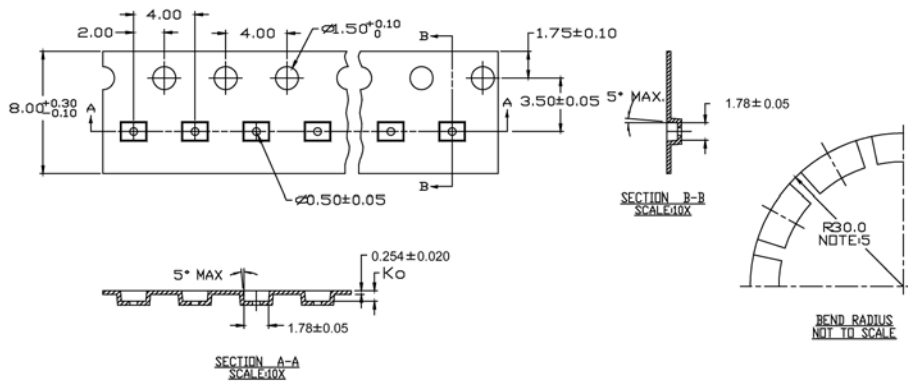 4.00
2.00
4.00
Ø1.50 +0.10 0
B
1.75±0.10
8.00 +0.30 -0.10
A
A
3.50±0.05
B
Ø0.50±0.05
5° MAX.
1.78±0.05
SECTION B-B
SCALE:10X
R30.0
NOTE:5
BEND RADIUS
NOT TO SCALE
5° MAX
0.254±0.020
Ko
1.78±0.05
SECTION A-A
SCALE:10X